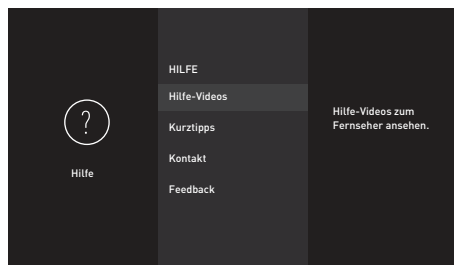 ?
Hilfe
HILFE
Hilfe-Videos
Kurztipps
Kontakt
Feedback
Hilfe-Videos zum
Fernseher ansehen.